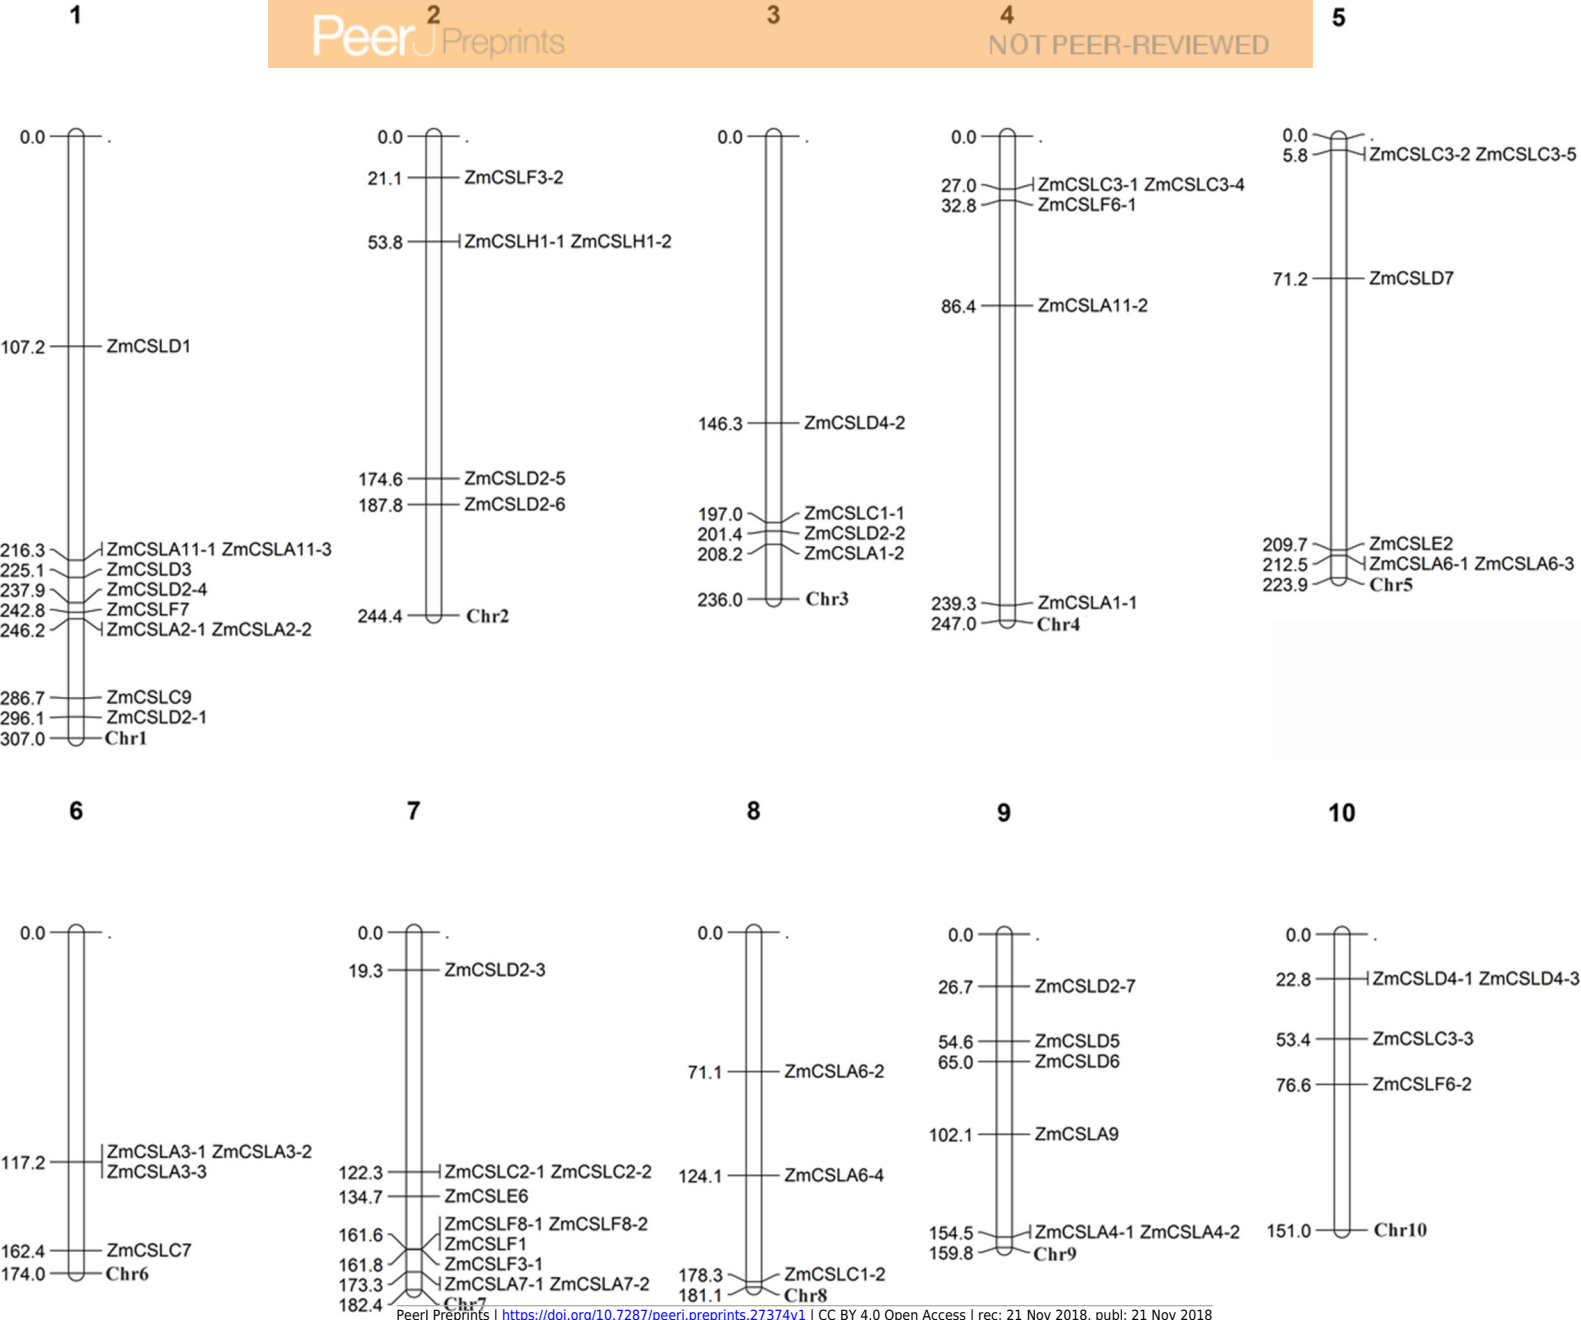 1 2 3 4 5
PeerJ Preprints NOT PEER-REVIEWED
0.0 .
107.2 ZmCSLD1
216.3 ZmCSLA11-1 ZmCSLA11-3
225.1 ZmCSLD3
237.9 ZmCSLD2-4
242.8 ZmCSLF7
246.2 ZmCSLA2-1 ZmCSLA2-2
286.7 ZmCSLC9
296.1 ZmCSLD2-1
307.0 Chr1
0.0 .
21.1 ZmCSLF3-2
53.8 ZmCSLH1-1 ZmCSLH1-2
174.6 ZmCSLD2-5
187.8 ZmCSLD2-6
244.4 Chr2
0.0 .
146.3 ZmCSLD4-2
197.0 ZmCSLC1-1
201.4 ZmCSLD2-2
208.2 ZmCSLA1-2
236.0 Chr3
0.0 .
27.0 ZmCSLC3-1 ZmCSLC3-4
32.8 ZmCSLF6-1
86.4 ZmCSLA11-2
239.3 ZmCSLA1-1
247.0 Chr4
0.0 .
5.8 ZmCSLC3-2 ZmCSLC3-5
71.2 ZmCSLD7
209.7 ZmCSLE2
212.5 ZmCSLA6-1 ZmCSLA6-3
223.9 Chr5
6 7 8 9 10
0.0 .
117.2 ZmCSLA3-1 ZmCSLA3-2
ZmCSLA3-3
162.4 ZmCSLC7
174.0 Chr6
0.0 .
19.3 ZmCSLD2-3
122.3 ZmCSLC2-1 ZmCSLC2-2
134.7 ZmCSLE6
161.6 ZmCSLF8-1 ZmCSLF8-2
ZmCSLF1
161.8 ZmCSLF3-1
173.3 ZmCSLA7-1 ZmCSLA7-2
182.4 Chr7
0.0 .
71.1 ZmCSLA6-2
124.1 ZmCSLA6-4
178.3 ZmCSLC1-2
181.1 Chr8
0.0 .
26.7 ZmCSLD2-7
54.6 ZmCSLD5
65.0 ZmCSLD6
102.1 ZmCSLA9
154.5 ZmCSLA4-1 ZmCSLA4-2
159.8 Chr9
0.0 .
22.8 ZmCSLD4-1 ZmCSLD4-3
53.4 ZmCSLC3-3
76.6 ZmCSLF6-2
151.0 Chr10
PeerJ Preprints | https://doi.org/10.7287/peerj.preprints.27374v1 | CC BY 4.0 Open Access | rec: 21 Nov 2018, publ: 21 Nov 2018